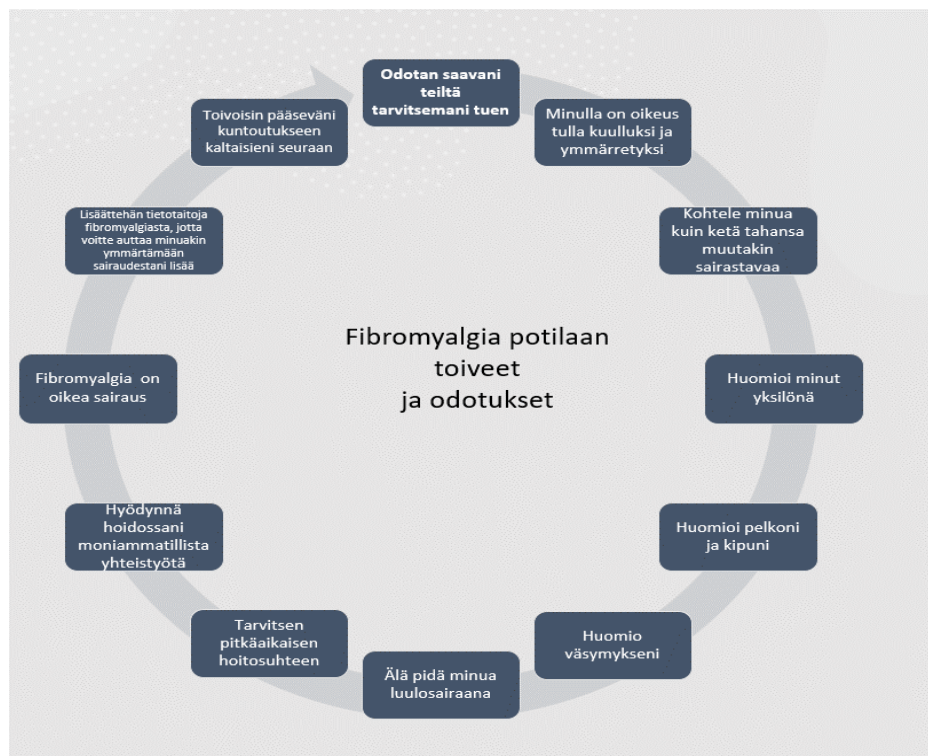 Odotan saavani
teiltä
tarvitsemani tuen
Minulla on oikeus
tulla kuulluksi ja
ymmärretyksi
Kohtele minua
kuin ketä tahansa
muutakin
sairastavaa
Huomioi minut
yksilönä
Huomioi pelkoni
ja kipuni
Huomio
väsymykseni
Älä pidä minua
luulosairaana
Tarvitsen
pitkäaikaisen
hoitosuhteen
Hyödynnä
hoidossani
moniammatillista
yhteistyötä
Fibromyalgia on
oikea sairaus
Lisäättehän tietotaitoja
fibromyalgiasta, jotta
voitte auttaa minuakin
ymmärtämään
sairaudestani lisää
Toivoisin pääseväni
kuntoutukseen
kaltaisieni seuraan
Fibromyalgia potilaan
toiveet
ja odotukset